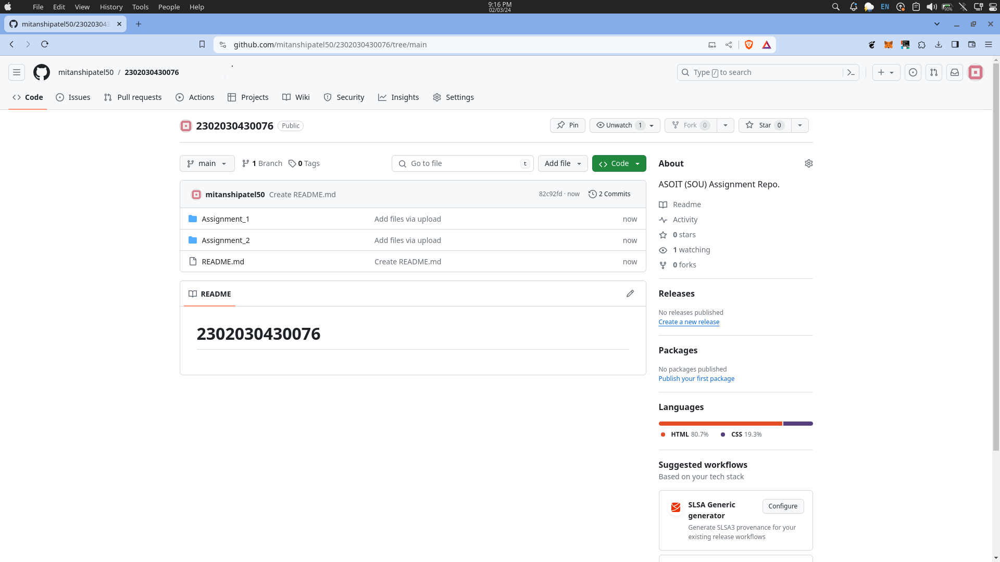 File Edit View History Tools People Help
9:16 PM
02/03/24
EN
90%
mitanshipatel50/230203043
github.com/mitanshipatel50/2302030430076/tree/main
mitanshipatel50 / 2302030430076
Type / to search
Code Issues Pull requests Actions Projects Wiki Security Insights Settings
2302030430076 Public
Pin Unwatch 1 Fork 0 Star 0
main 1 Branch 0 Tags Go to file t Add file Code
mitanshipatel50 Create README.md 82c92fd · now 2 Commits
Assignment_1 Add files via upload now
Assignment_2 Add files via upload now
README.md Create README.md now
README
2302030430076
About
ASOIT (SOU) Assignment Repo.
Readme
Activity
0 stars
1 watching
0 forks
Releases
No releases published
Create a new release
Packages
No packages published
Publish your first package
Languages
HTML 80.7% CSS 19.3%
Suggested workflows
Based on your tech stack
SLSA Generic
generator
Configure
Generate SLSA3 provenance for your
existing release workflows